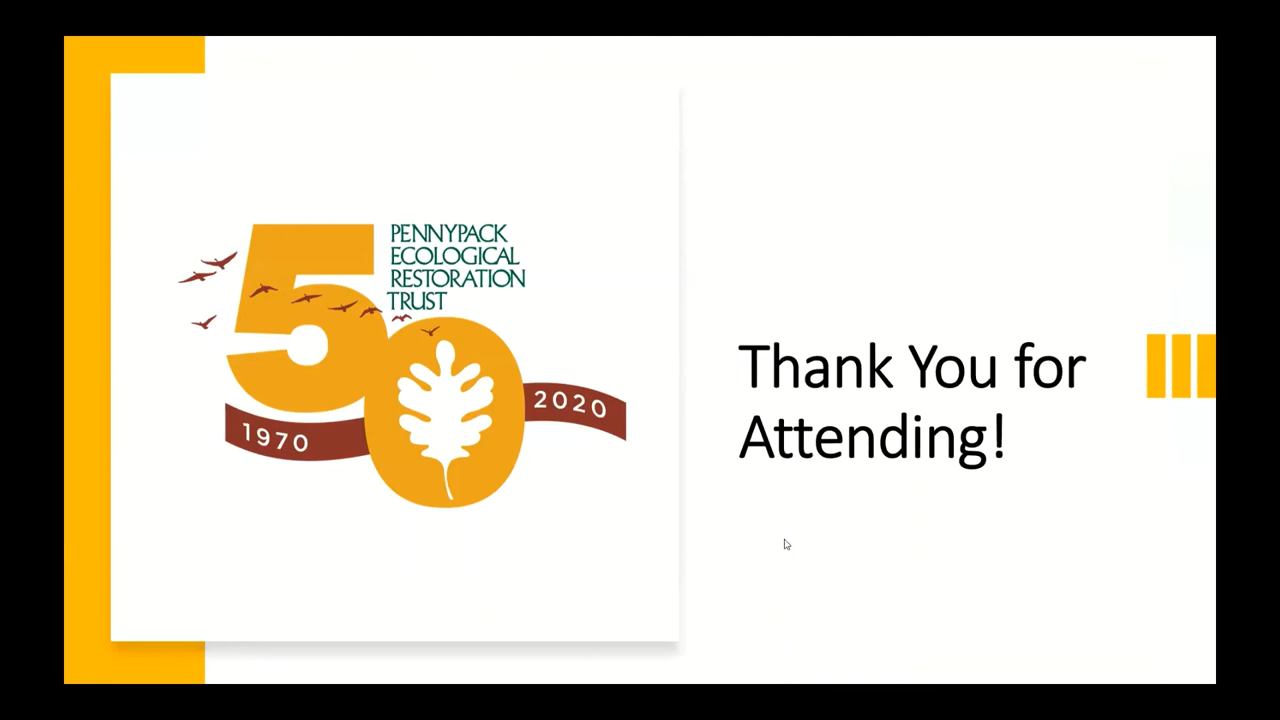 50
PENNYPACK
ECOLOGICAL
RESTORATION
TRUST
1970
2020
Thank You for
Attending!